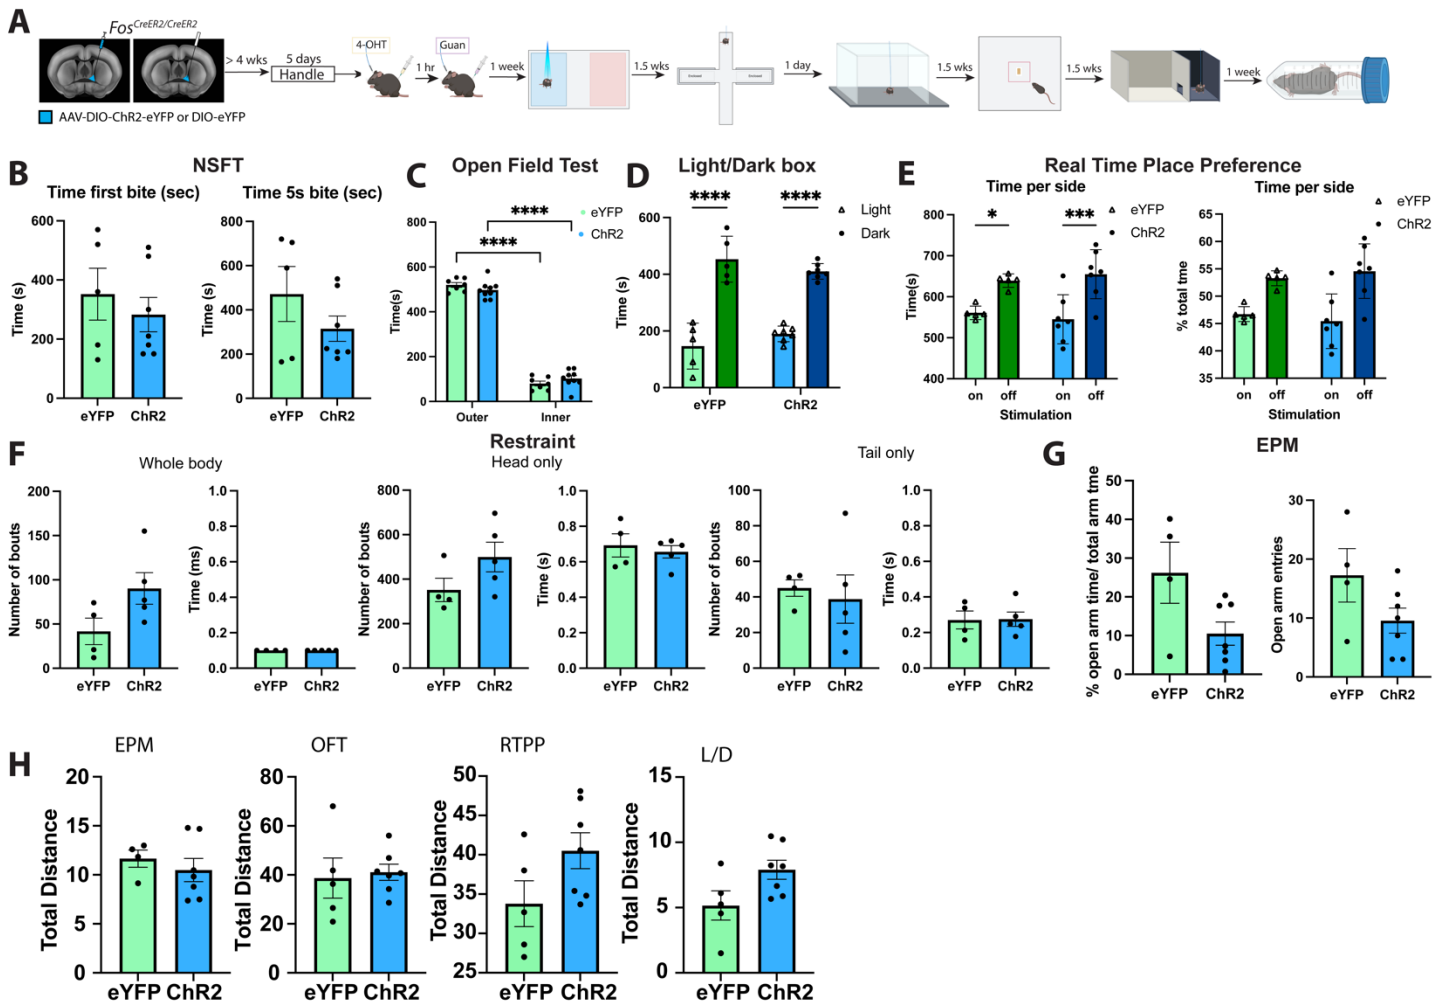 A
Fos CreER2/CreER2
> 4 wks
5 days
Handle
4-OHT
1 hr
Guan
1 week
1.5 wks
1 day
1.5 wks
1.5 wks
1 week
AAV-DIO-ChR2-eYFP or DIO-eYFP
B
NSFT
Time first bite (sec)
Time 5s bite (sec)
Time (s)
600
400
200
0
eYFP
ChR2
Time (s)
800
600
400
200
0
eYFP
ChR2
C
Open Field Test
Time(s)
800
600
400
200
0
****
****
eYFP
ChR2
Outer
Inner
D
Light/Dark box
Time(s)
600
400
200
0
****
****
Light
Dark
eYFP
ChR2
E
Real Time Place Preference
Time per side
Time(s)
800
700
600
500
400
*
***
eYFP
ChR2
on
off
on
off
Stimulation
Time per side
% total tme
65
60
55
50
45
40
35
eYFP
ChR2
on
off
on
off
Stimulation
F
Restraint
Whole body
Number of bouts
200
150
100
50
0
eYFP
ChR2
Time (ms)
1.0
0.8
0.6
0.4
0.2
0.0
eYFP
ChR2
Head only
Number of bouts
800
600
400
200
0
eYFP
ChR2
Time (s)
1.0
0.8
0.6
0.4
0.2
0.0
eYFP
ChR2
Tail only
Number of bouts
100
80
60
40
20
0
eYFP
ChR2
Time (s)
1.0
0.8
0.6
0.4
0.2
0.0
eYFP
ChR2
G
EPM
% open arm time/ total arm tme
50
40
30
20
10
0
eYFP
ChR2
Open arm entries
30
20
10
0
eYFP
ChR2
H
EPM
Total Distance
20
15
10
5
0
eYFP
ChR2
OFT
Total Distance
80
60
40
20
0
eYFP
ChR2
RTPP
Total Distance
50
45
40
35
30
25
eYFP
ChR2
L/D
Total Distance
15
10
5
0
eYFP
ChR2